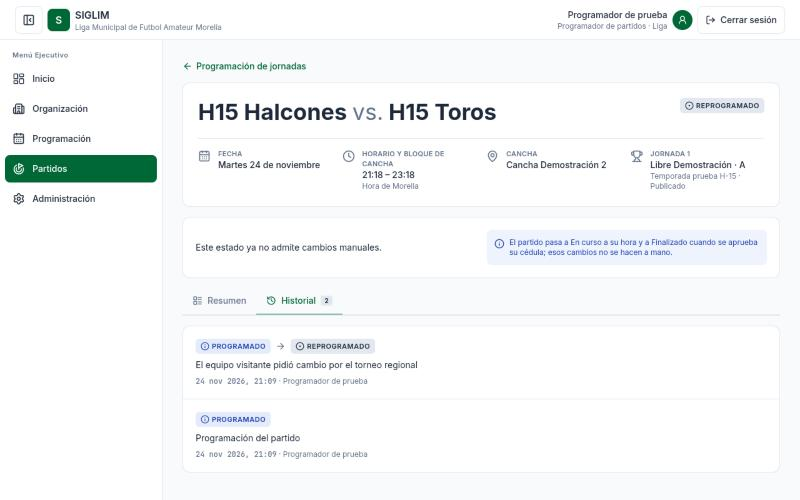 S
SIGLIM
Liga Municipal de Futbol Amateur Morelia
Programador de prueba
Programador de partidos · Liga
Cerrar sesión
Menú Ejecutivo
Inicio
Organización
Programación
Partidos
Administración
Programación de jornadas
H15 Halcones vs. H15 Toros
REPROGRAMADO
FECHA
Martes 24 de noviembre
HORARIO Y BLOQUE DE
CANCHA
21:18 – 23:18
Hora de Morelia
CANCHA
Cancha Demostración 2
JORNADA 1
Libre Demostración · A
Temporada prueba H-15 ·
Publicado
Este estado ya no admite cambios manuales.
El partido pasa a En curso a su hora y a Finalizado cuando se aprueba
su cédula; esos cambios no se hacen a mano.
Resumen
Historial 2
PROGRAMADO → REPROGRAMADO
El equipo visitante pidió cambio por el torneo regional
24 nov 2026, 21:09 · Programador de prueba
PROGRAMADO
Programación del partido
24 nov 2026, 21:09 · Programador de prueba